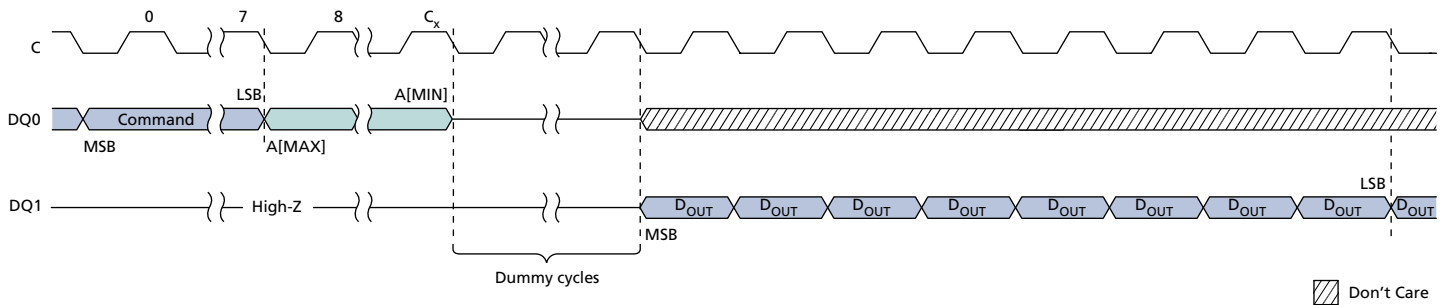 0 7 8 Cx
C
LSB A[MIN]
DQ0 Command
MSB A[MAX]
LSB
DQ1 High-Z DOUT DOUT DOUT DOUT DOUT DOUT DOUT DOUT DOUT
MSB
Dummy cycles
Don't Care